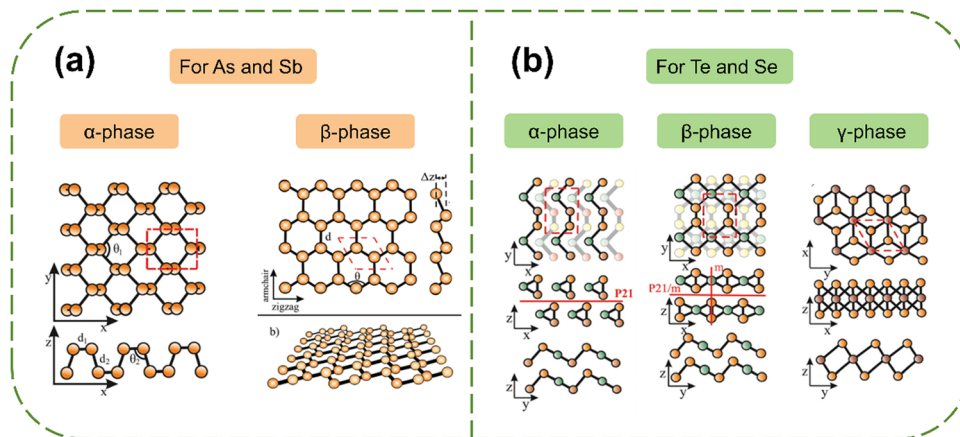 (a)
For As and Sb
α-phase
β-phase
θ₁
y
x
z
d₁
d₂
θ₂
x
Δz
d
θ
armchair
zigzag
b)
(b)
For Te and Se
α-phase
β-phase
γ-phase
y
x
P21
z
x
z
y
y
x
m
P21/m
z
x
z
y
x
y
z
x
z
y